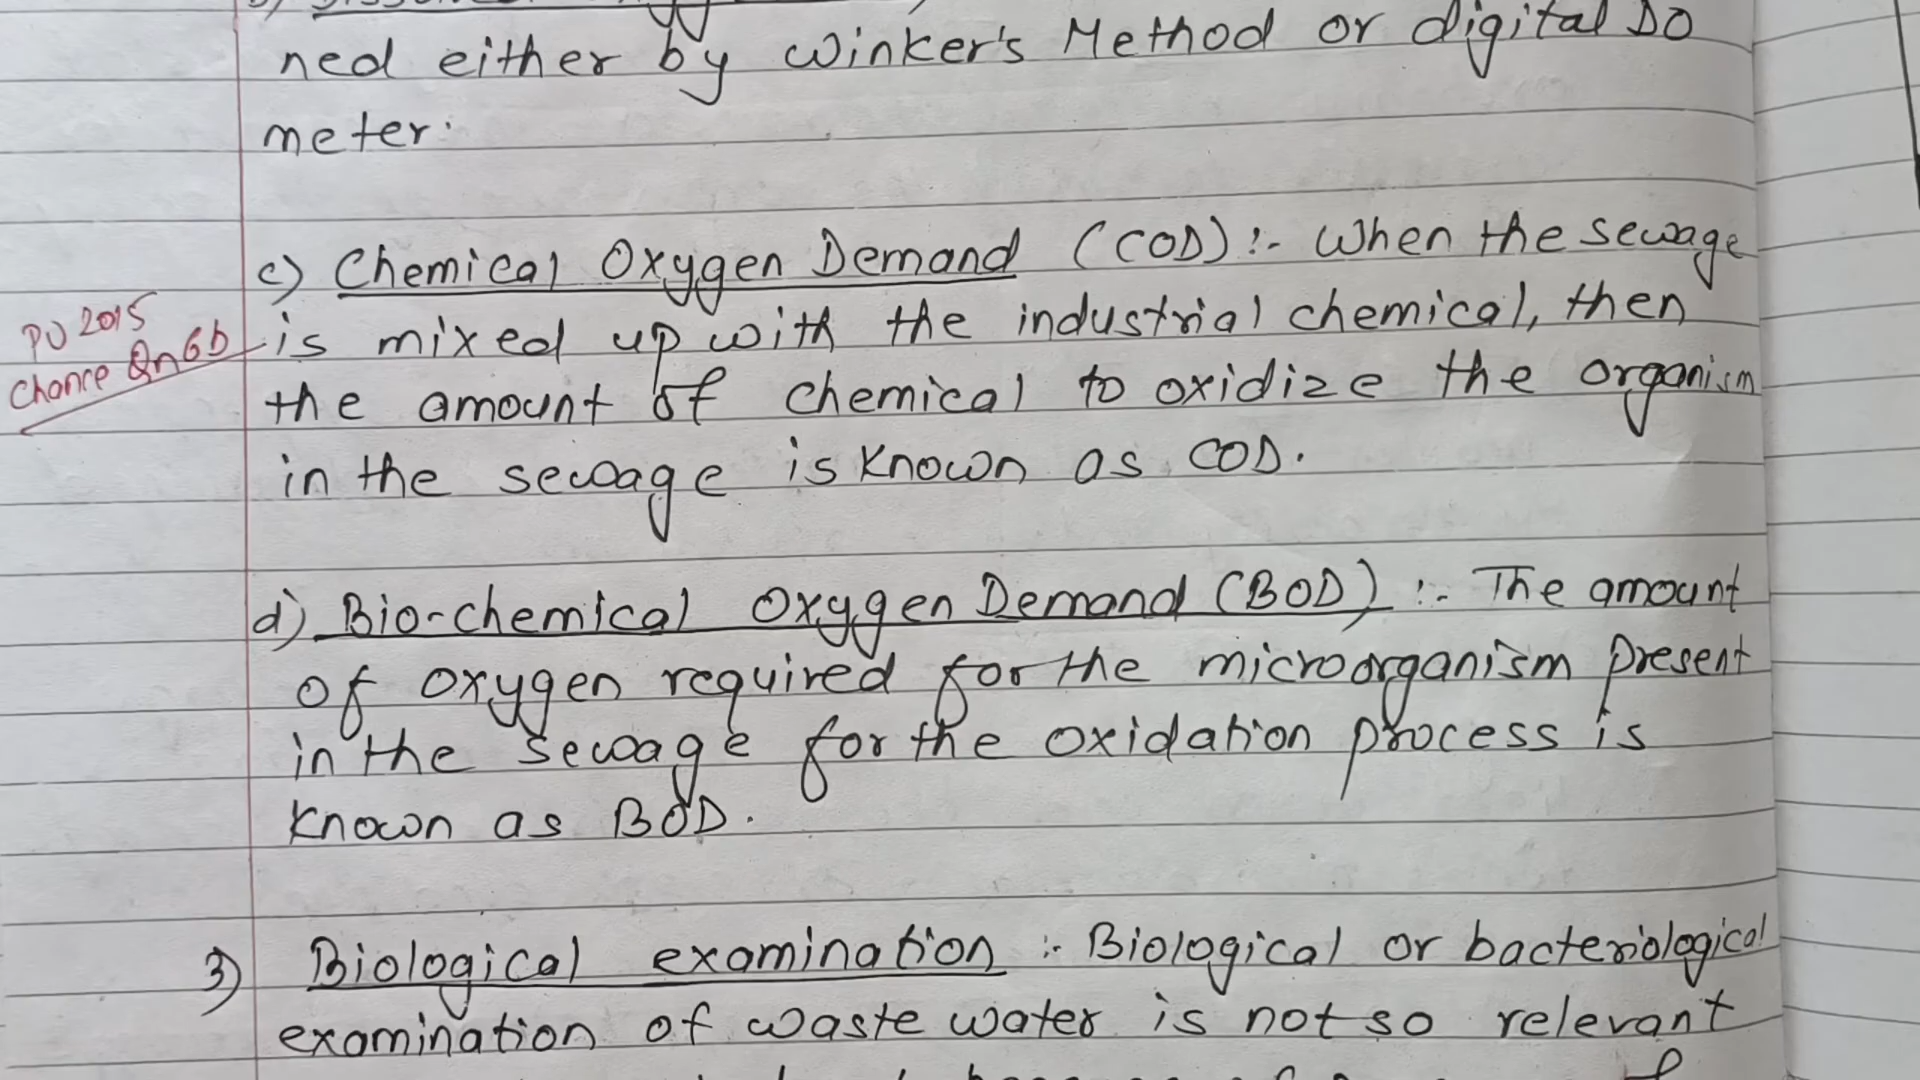 ned either by Winker's Method or digital DO
meter.
c) Chemical Oxygen Demand (COD) :- When the sewage
PU 2015
Chance Qn 6b
is mixed up with the industrial chemical, then
the amount of chemical to oxidize the organism
in the sewage is known as COD.
d) Bio-chemical Oxygen Demand (BOD) :- The amount
of oxygen required for the microorganism present
in the sewage for the oxidation process is
known as BOD.
3) Biological examination :- Biological or bacteriological
examination of waste water is not so relevant